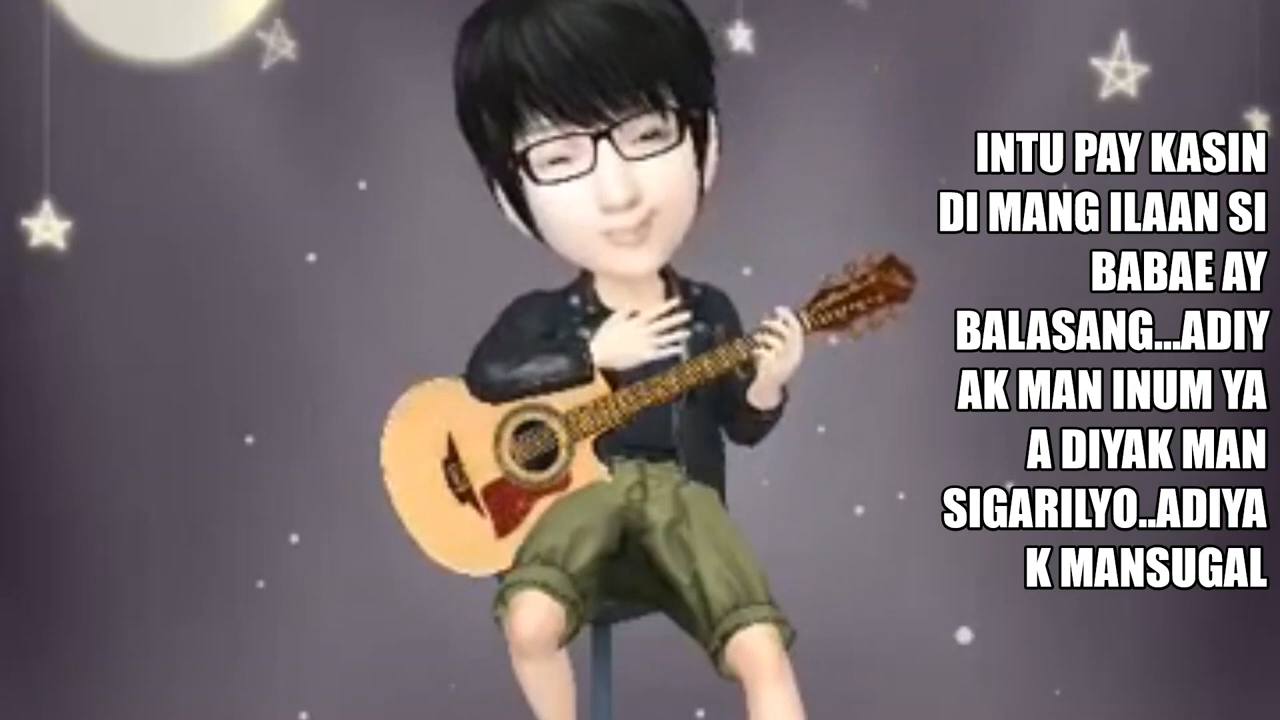 INTU PAY KASIN
DI MANG ILAAN SI
BABAE AY
BALASANG...ADIY
AK MAN INUM YA
A DIYAK MAN
SIGARILYO..ADIYA
K MANSUGAL